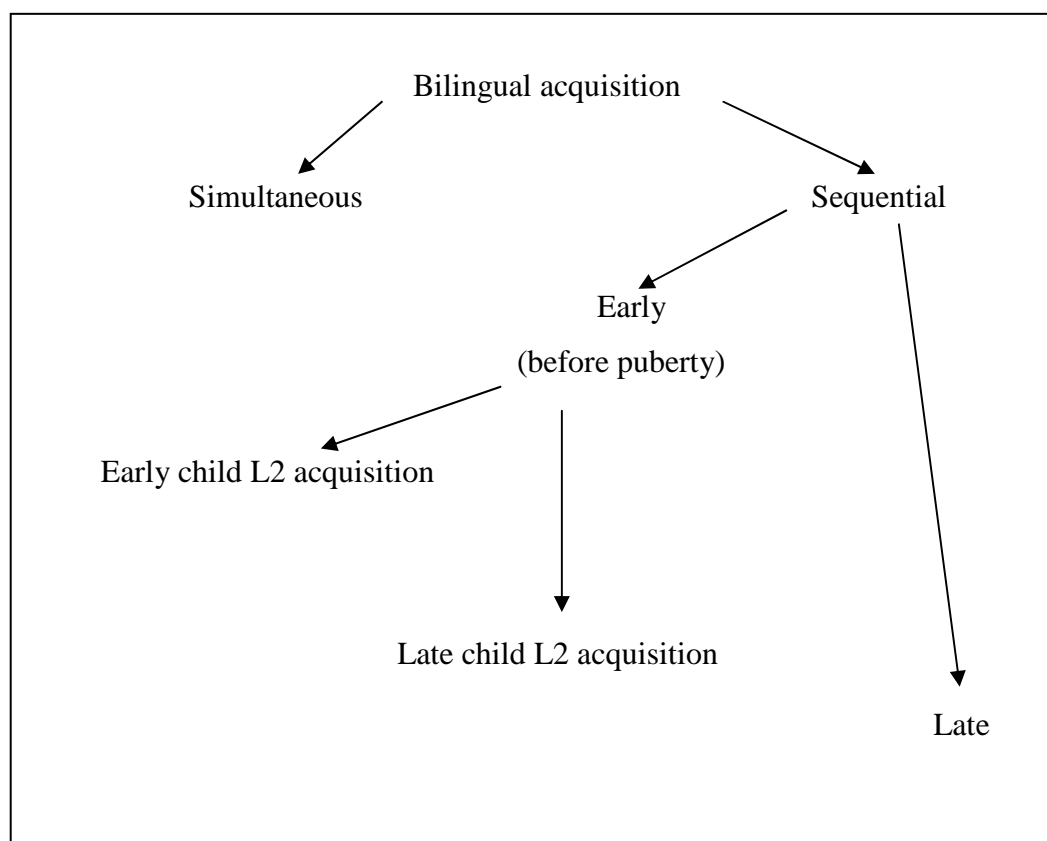 Bilingual acquisition
Simultaneous
Sequential
Early
(before puberty)
Early child L2 acquisition
Late child L2 acquisition
Late